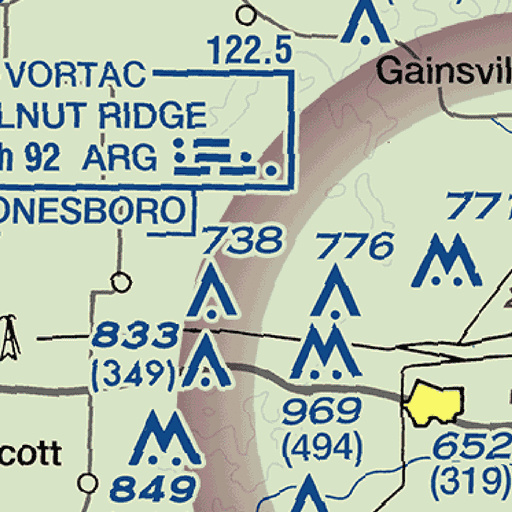 122.5
VORTAC
Gainsvil
LNUT RIDGE
h 92 ARG
ONESBORO
771
738
776
833
(349)
969
(494)
652
(319)
cott
849